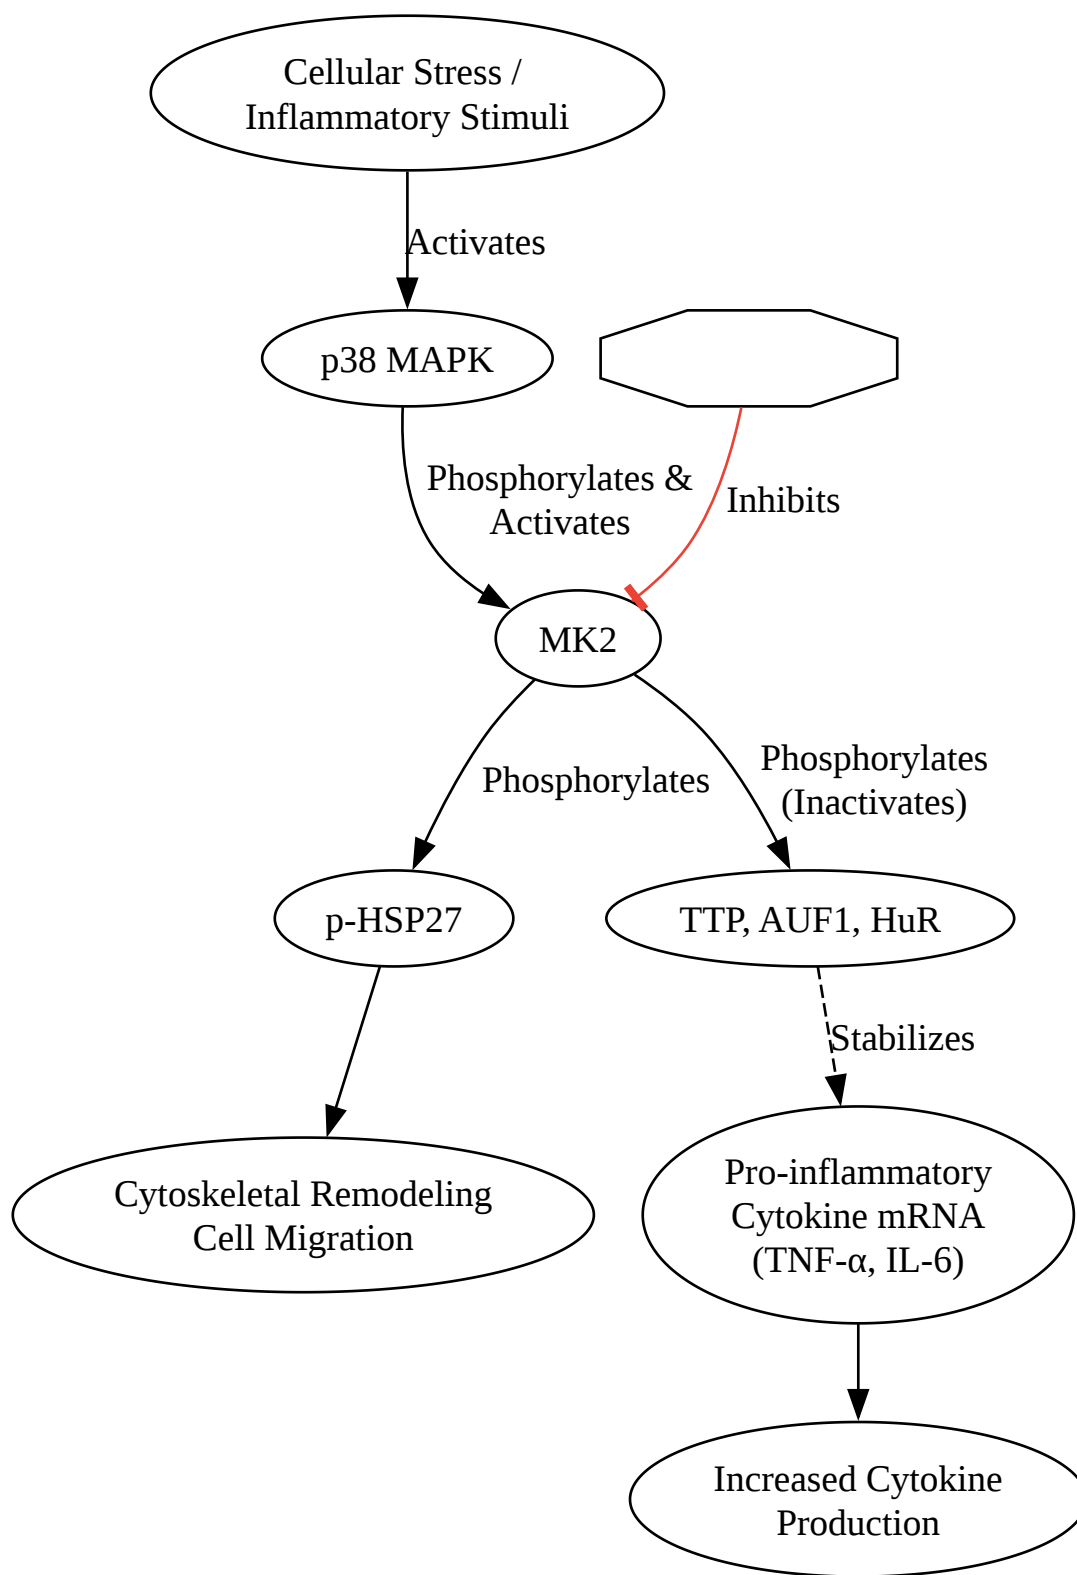 Cellular Stress /
Inflammatory Stimuli
Activates
p38 MAPK
Phosphorylates &
Activates
Inhibits
MK2
Phosphorylates
Phosphorylates
(Inactivates)
p-HSP27
TTP, AUF1, HuR
Stabilizes
Cytoskeletal Remodeling
Cell Migration
Pro-inflammatory
Cytokine mRNA
(TNF-α, IL-6)
Increased Cytokine
Production